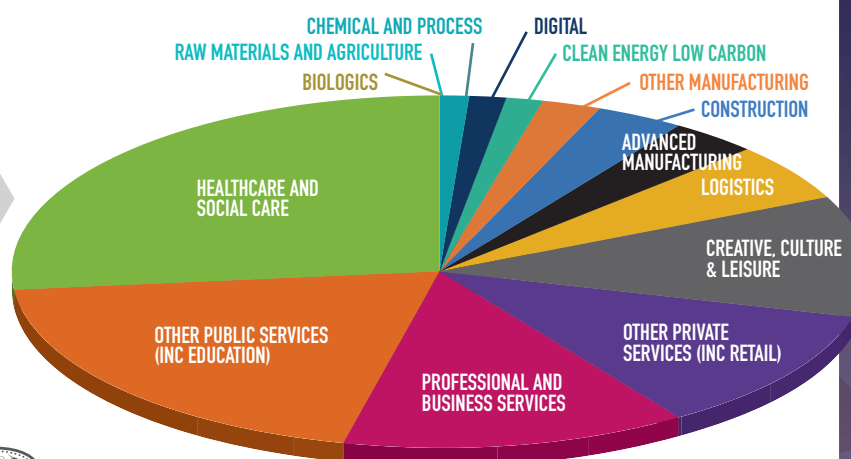 CHEMICAL AND PROCESS
DIGITAL
RAW MATERIALS AND AGRICULTURE
CLEAN ENERGY LOW CARBON
BIOLOGICS
OTHER MANUFACTURING
CONSTRUCTION
ADVANCED
MANUFACTURING
LOGISTICS
HEALTHCARE AND
SOCIAL CARE
CREATIVE, CULTURE
& LEISURE
OTHER PUBLIC SERVICES
(INC EDUCATION)
OTHER PRIVATE
SERVICES (INC RETAIL)
PROFESSIONAL AND
BUSINESS SERVICES